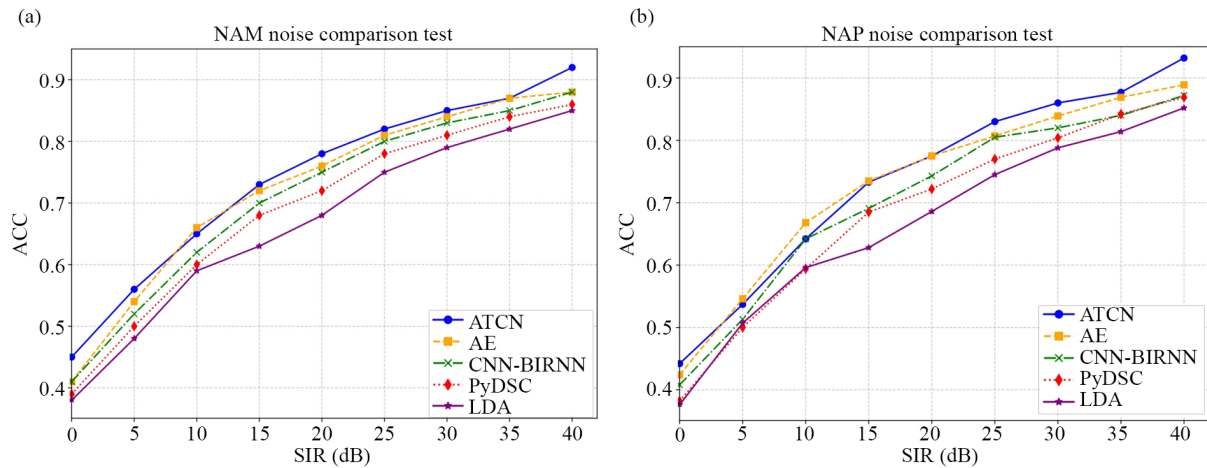 (a)
NAM noise comparison test
0.9
0.8
0.7
0.6
0.5
0.4
ACC
0 5 10 15 20 25 30 35 40
SIR (dB)
ATCN
AE
CNN-BIRNN
PyDSC
LDA
(b)
NAP noise comparison test
0.9
0.8
0.7
0.6
0.5
0.4
ACC
0 5 10 15 20 25 30 35 40
SIR (dB)
ATCN
AE
CNN-BIRNN
PyDSC
LDA